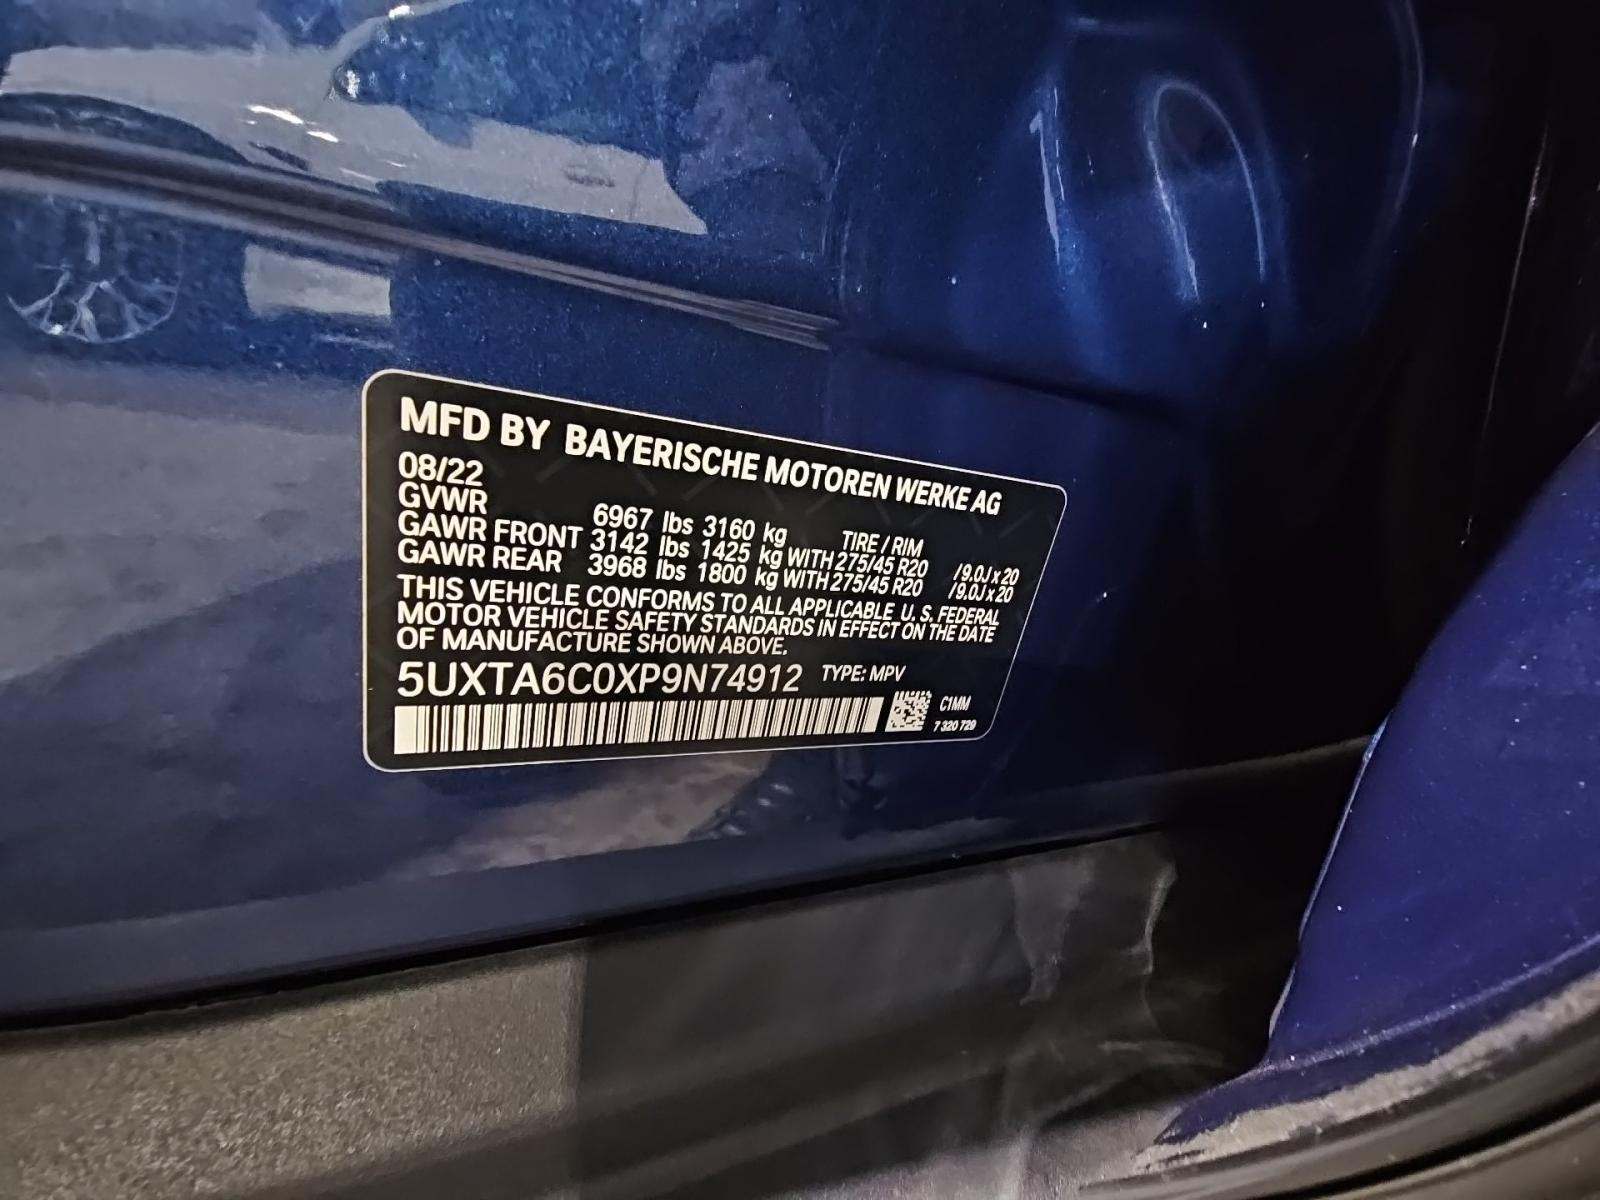 MFD BY BAYERISCHE MOTOREN WERKE AG
08/22
GVWR 6967 lbs 3160 kg TIRE / RIM
GAWR FRONT 3142 lbs 1425 kg WITH 275/45 R20 /9.0J x 20
GAWR REAR 3968 lbs 1800 kg WITH 275/45 R20 /9.0J x 20
THIS VEHICLE CONFORMS TO ALL APPLICABLE U. S. FEDERAL
MOTOR VEHICLE SAFETY STANDARDS IN EFFECT ON THE DATE
OF MANUFACTURE SHOWN ABOVE.
5UXTA6C0XP9N74912 TYPE: MPV
C1MM
7 320 729